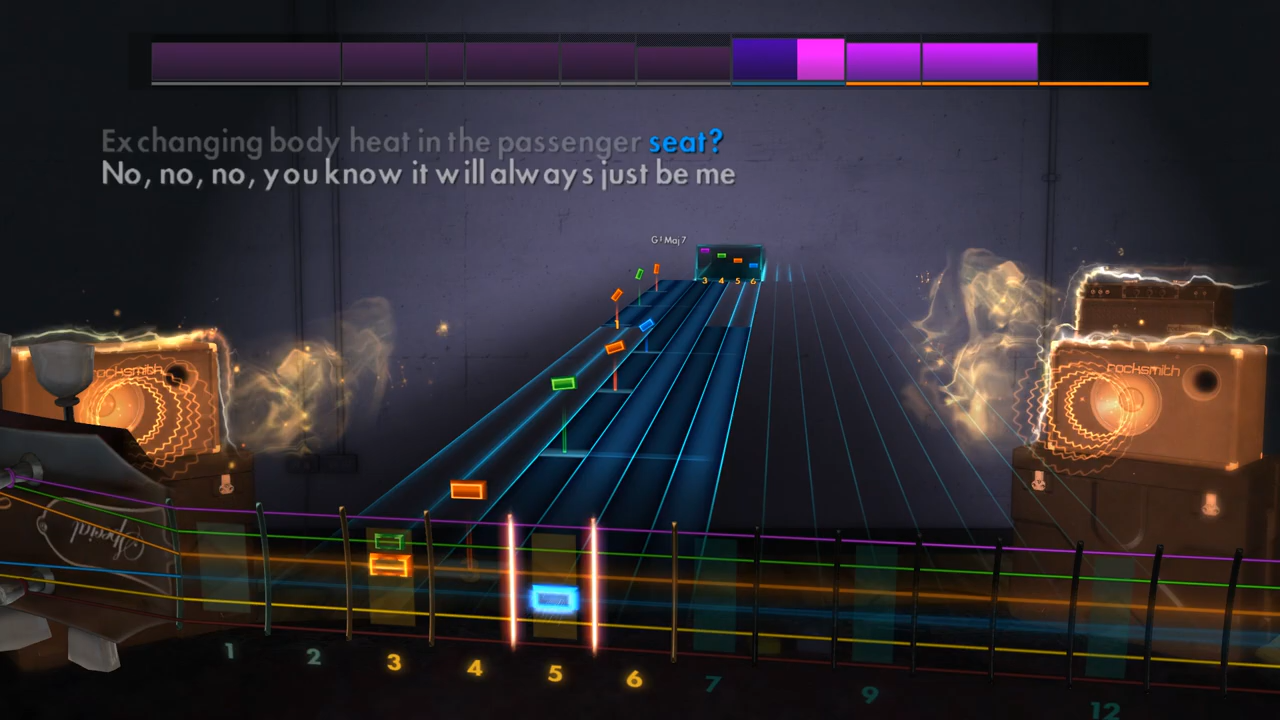 Exchanging body heat in the passenger seat?
No, no, no, you know it will always just be me
3 4 5 6
rocksmith
rocksmith
Special
1 2 3 4 5 6 7 9 12